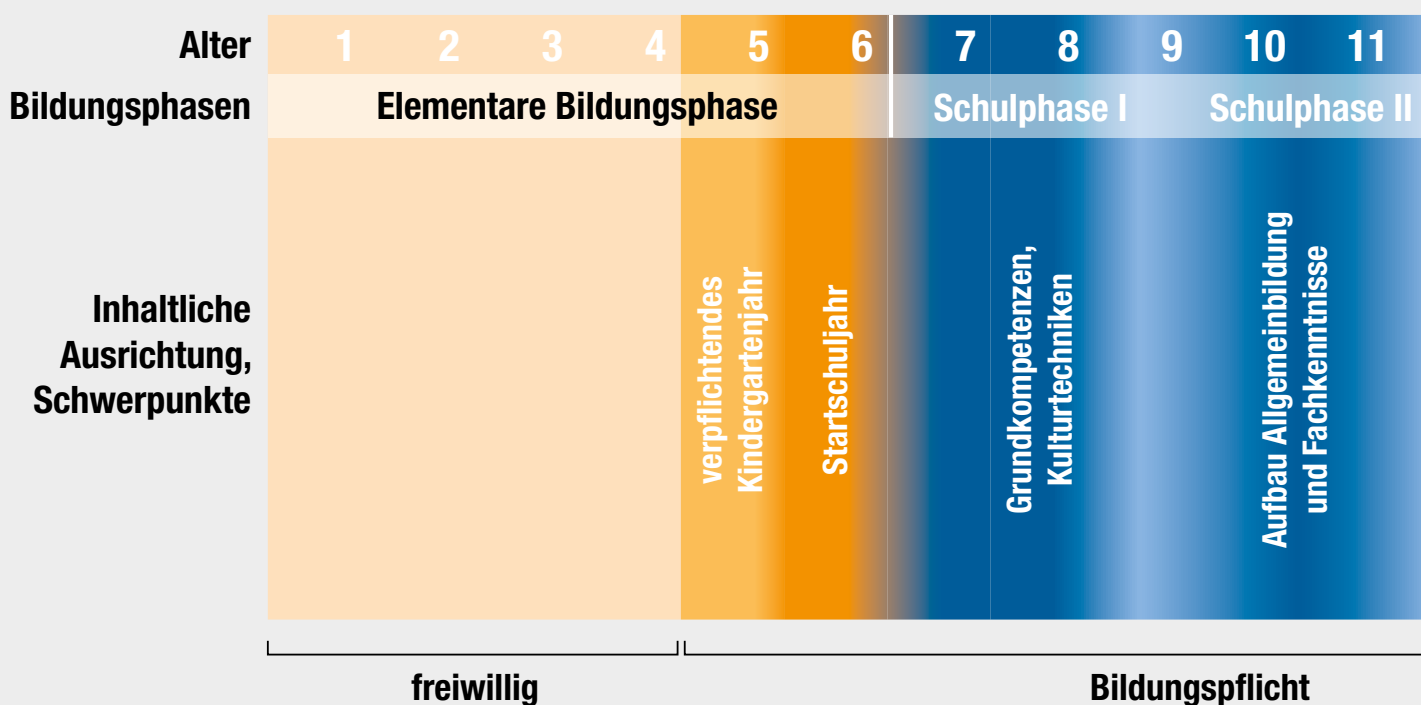 Alter 1 2 3 4 5 6 7 8 9 10 11
Bildungsphasen Elementare Bildungsphase Schulphase I Schulphase II
Inhaltliche
Ausrichtung,
Schwerpunkte
verpflichtendes
Kindergartenjahr
Startschuljahr
Grundkompetenzen,
Kulturtechniken
Aufbau Allgemeinbildung
und Fachkenntnisse
freiwillig Bildungspflicht